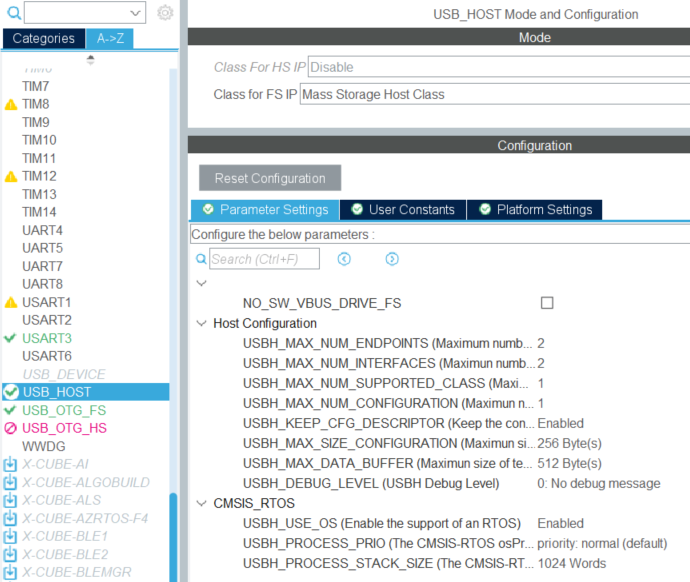 USB_HOST Mode and Configuration
Categories A->Z
TIM7
TIM8
TIM9
TIM10
TIM11
TIM12
TIM13
TIM14
UART4
UART5
UART7
UART8
USART1
USART2
USART3
USART6
USB_DEVICE
USB_HOST
USB_OTG_FS
USB_OTG_HS
WWDG
X-CUBE-AI
X-CUBE-ALGOBUILD
X-CUBE-ALS
X-CUBE-AZRTOS-F4
X-CUBE-BLE1
X-CUBE-BLE2
X-CUBE-BLEMGR
Mode
Class For HS IP Disable
Class for FS IP Mass Storage Host Class
Configuration
Reset Configuration
Parameter Settings User Constants Platform Settings
Configure the below parameters :
Search (Ctrl+F)
NO_SW_VBUS_DRIVE_FS
Host Configuration
USBH_MAX_NUM_ENDPOINTS (Maximum numb... 2
USBH_MAX_NUM_INTERFACES (Maximun nu... 2
USBH_MAX_NUM_SUPPORTED_CLASS (Maxi... 1
USBH_MAX_NUM_CONFIGURATION (Maximun n... 1
USBH_KEEP_CFG_DESCRIPTOR (Keep the con... Enabled
USBH_MAX_SIZE_CONFIGURATION (Maximun si... 256 Byte(s)
USBH_MAX_DATA_BUFFER (Maximun size of te... 512 Byte(s)
USBH_DEBUG_LEVEL (USBH Debug Level) 0: No debug message
CMSIS_RTOS
USBH_USE_OS (Enable the support of an RTOS) Enabled
USBH_PROCESS_PRIO (The CMSIS-RTOS osPr... priority: normal (default)
USBH_PROCESS_STACK_SIZE (The CMSIS-RT... 1024 Words